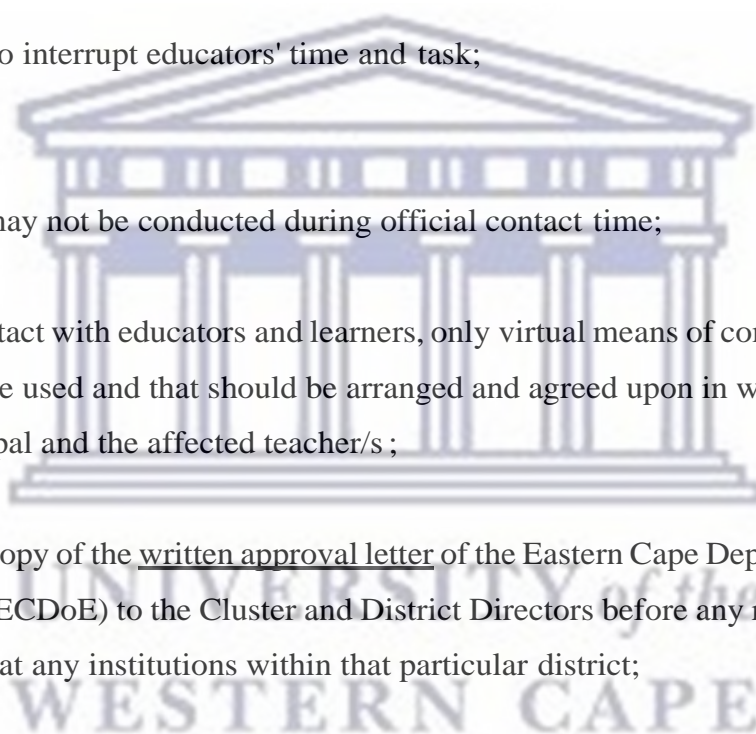 o interrupt educators' time and task;
may not be conducted during official contact time;
tact with educators and learners, only virtual means of con
e used and that should be arranged and agreed upon in w
pal and the affected teacher/s ;
opy of the written approval letter of the Eastern Cape Dep
ECDoE) to the Cluster and District Directors before any r
UNIVERSITY of the
at any institutions within that particular district;
WESTERN CAPE